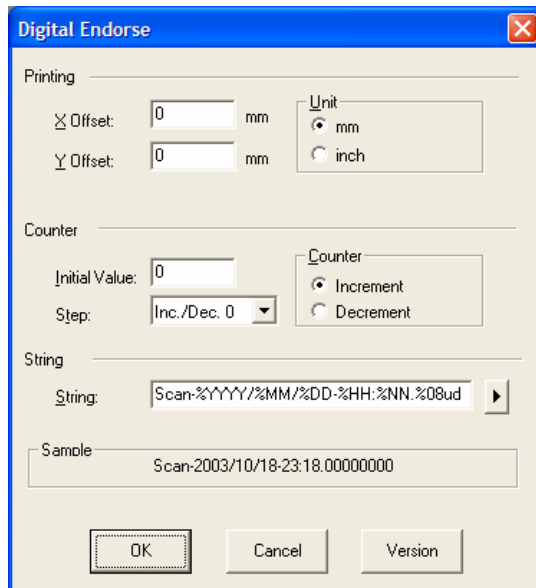 Digital Endorse
Printing
X Offset: 0 mm
Y Offset: 0 mm
Unit
mm
inch
Counter
Initial Value: 0
Step: Inc./Dec. 0
Counter
Increment
Decrement
String
String: Scan-%YYYY/%MM/%DD-%HH:%NN.%08ud
Sample
Scan-2003/10/18-23:18.00000000
OK Cancel Version